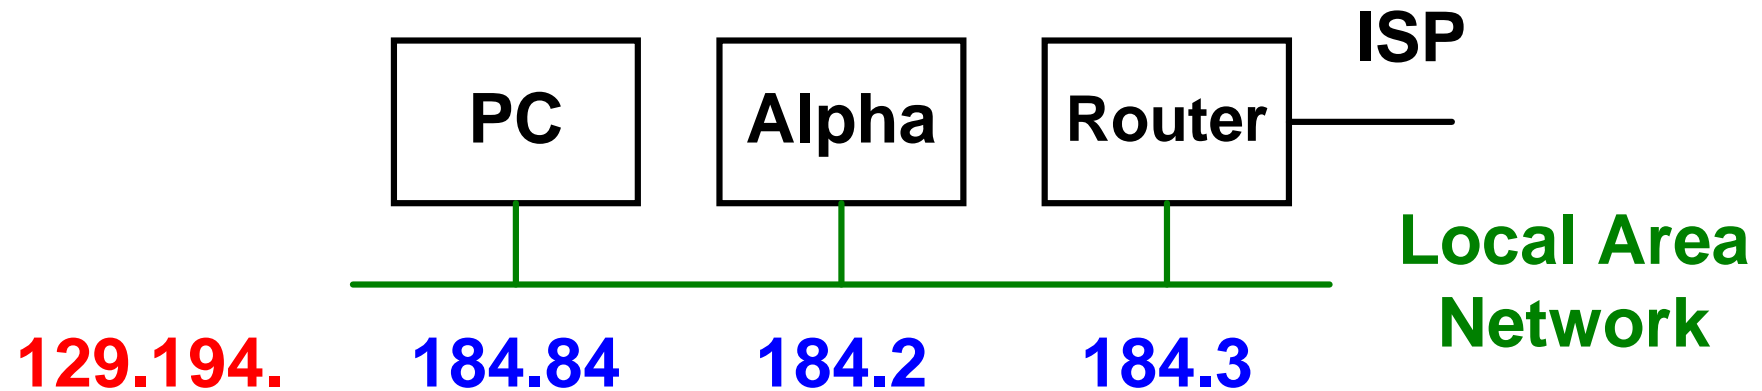 ISP
PC Alpha Router
Local Area
Network
129.194. 184.84 184.2 184.3